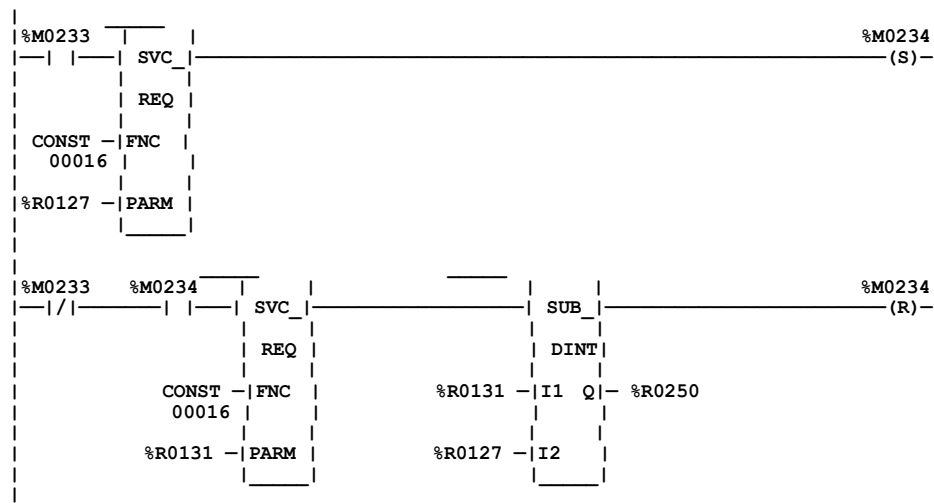 %M0233 %M0234
SVC_ (S)
REQ
CONST FNC
00016
%R0127 PARM
%M0233 %M0234 %M0234
SVC_ SUB_ (R)
REQ DINT
CONST FNC %R0131 I1 Q %R0250
00016
%R0131 PARM %R0127 I2